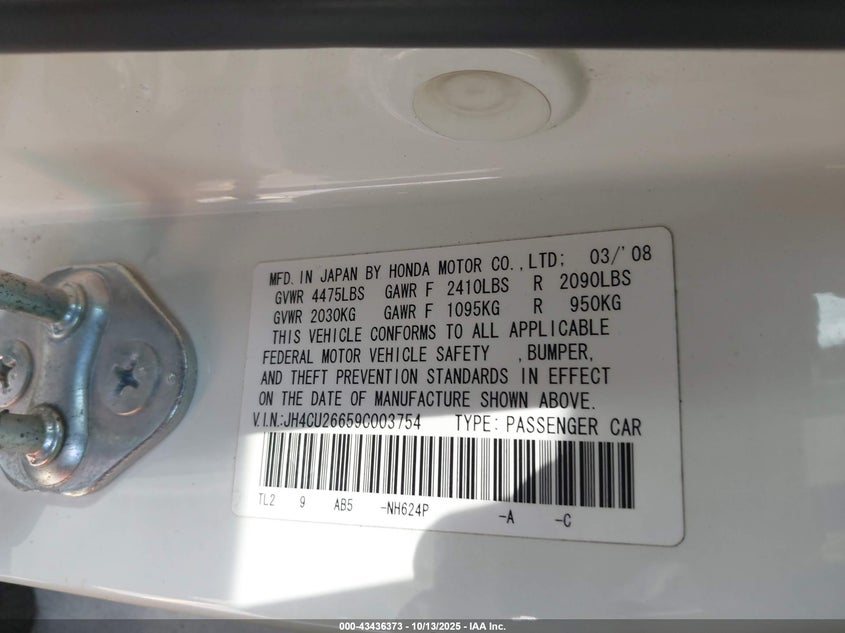 MFD. IN JAPAN BY HONDA MOTOR CO., LTD; 03/'08
GVWR 4475LBS GAWR F 2410LBS R 2090LBS
GVWR 2030KG GAWR F 1095KG R 950KG
THIS VEHICLE CONFORMS TO ALL APPLICABLE
FEDERAL MOTOR VEHICLE SAFETY , BUMPER,
AND THEFT PREVENTION STANDARDS IN EFFECT
ON THE DATE OF MANUFACTURE SHOWN ABOVE.
V.I.N.:JH4CU26659C003754 TYPE: PASSENGER CAR
TL2 9 AB5 -NH624P -A -C
000-43436373 - 10/13/2025 - IAA Inc.